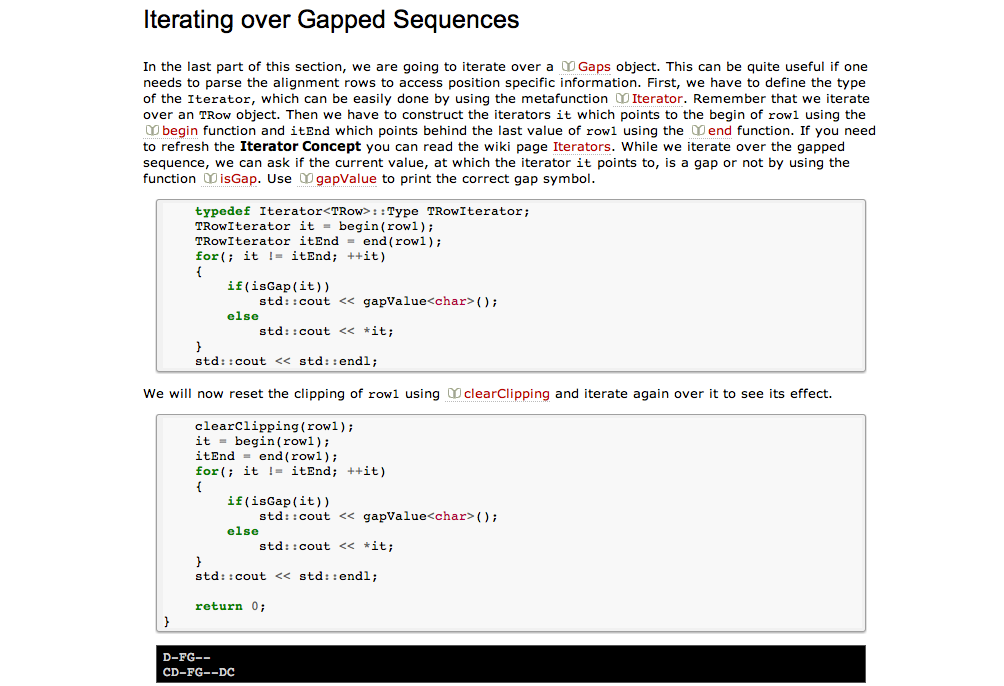 Iterating over Gapped Sequences
In the last part of this section, we are going to iterate over a Gaps object. This can be quite useful if one
needs to parse the alignment rows to access position specific information. First, we have to define the type
of the Iterator, which can be easily done by using the metafunction Iterator. Remember that we iterate
over an TRow object. Then we have to construct the iterators it which points to the begin of row1 using the
begin function and itEnd which points behind the last value of row1 using the end function. If you need
to refresh the Iterator Concept you can read the wiki page Iterators. While we iterate over the gapped
sequence, we can ask if the current value, at which the iterator it points to, is a gap or not by using the
function isGap. Use gapValue to print the correct gap symbol.
typedef Iterator<TRow>::Type TRowIterator;
TRowIterator it = begin(row1);
TRowIterator itEnd = end(row1);
for(; it != itEnd; ++it)
{
if(isGap(it))
std::cout << gapValue<char>();
else
std::cout << *it;
}
std::cout << std::endl;
We will now reset the clipping of row1 using clearClipping and iterate again over it to see its effect.
clearClipping(row1);
it = begin(row1);
itEnd = end(row1);
for(; it != itEnd; ++it)
{
if(isGap(it))
std::cout << gapValue<char>();
else
std::cout << *it;
}
std::cout << std::endl;
return 0;
}
D-FG--
CD-FG--DC